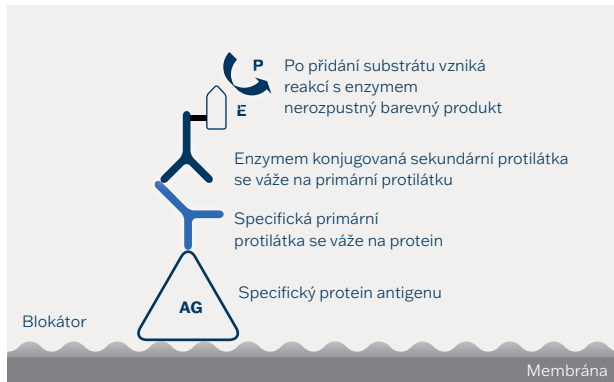 P
Po přidání substrátu vzniká
reakcí s enzymem
nerozpustný barevný produkt
E
Enzymem konjugovaná sekundární protilátka
se váže na primární protilátku
Specifická primární
protilátka se váže na protein
Specifický protein antigenu
AG
Blokátor
Membrána